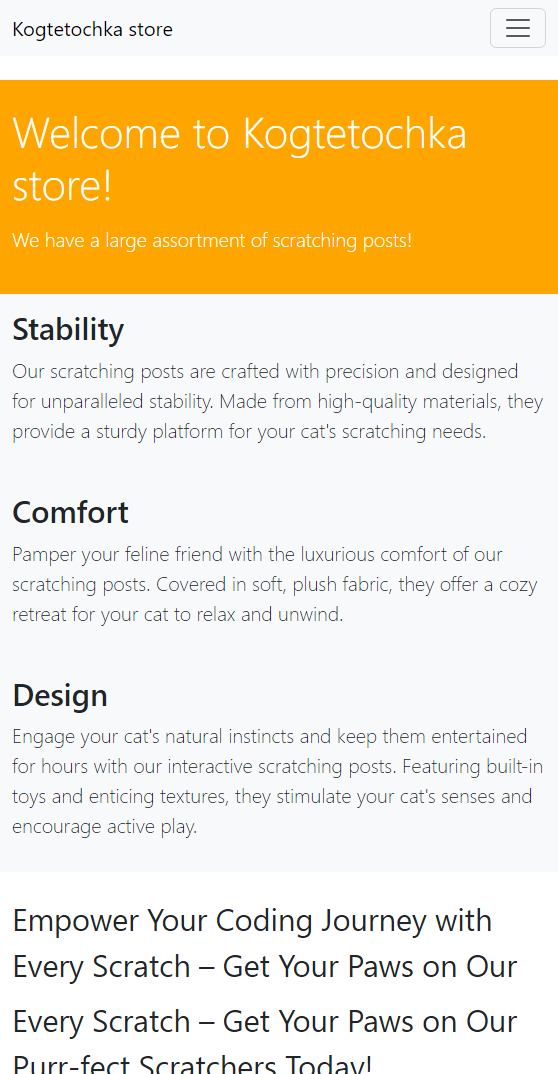 Kogtetochka store
Welcome to Kogtetochka
store!
We have a large assortment of scratching posts!
Stability
Our scratching posts are crafted with precision and designed
for unparalleled stability. Made from high-quality materials, they
provide a sturdy platform for your cat's scratching needs.
Comfort
Pamper your feline friend with the luxurious comfort of our
scratching posts. Covered in soft, plush fabric, they offer a cozy
retreat for your cat to relax and unwind.
Design
Engage your cat's natural instincts and keep them entertained
for hours with our interactive scratching posts. Featuring built-in
toys and enticing textures, they stimulate your cat's senses and
encourage active play.
Empower Your Coding Journey with
Every Scratch – Get Your Paws on Our
Every Scratch – Get Your Paws on Our
Purr-fect Scratchers Today!